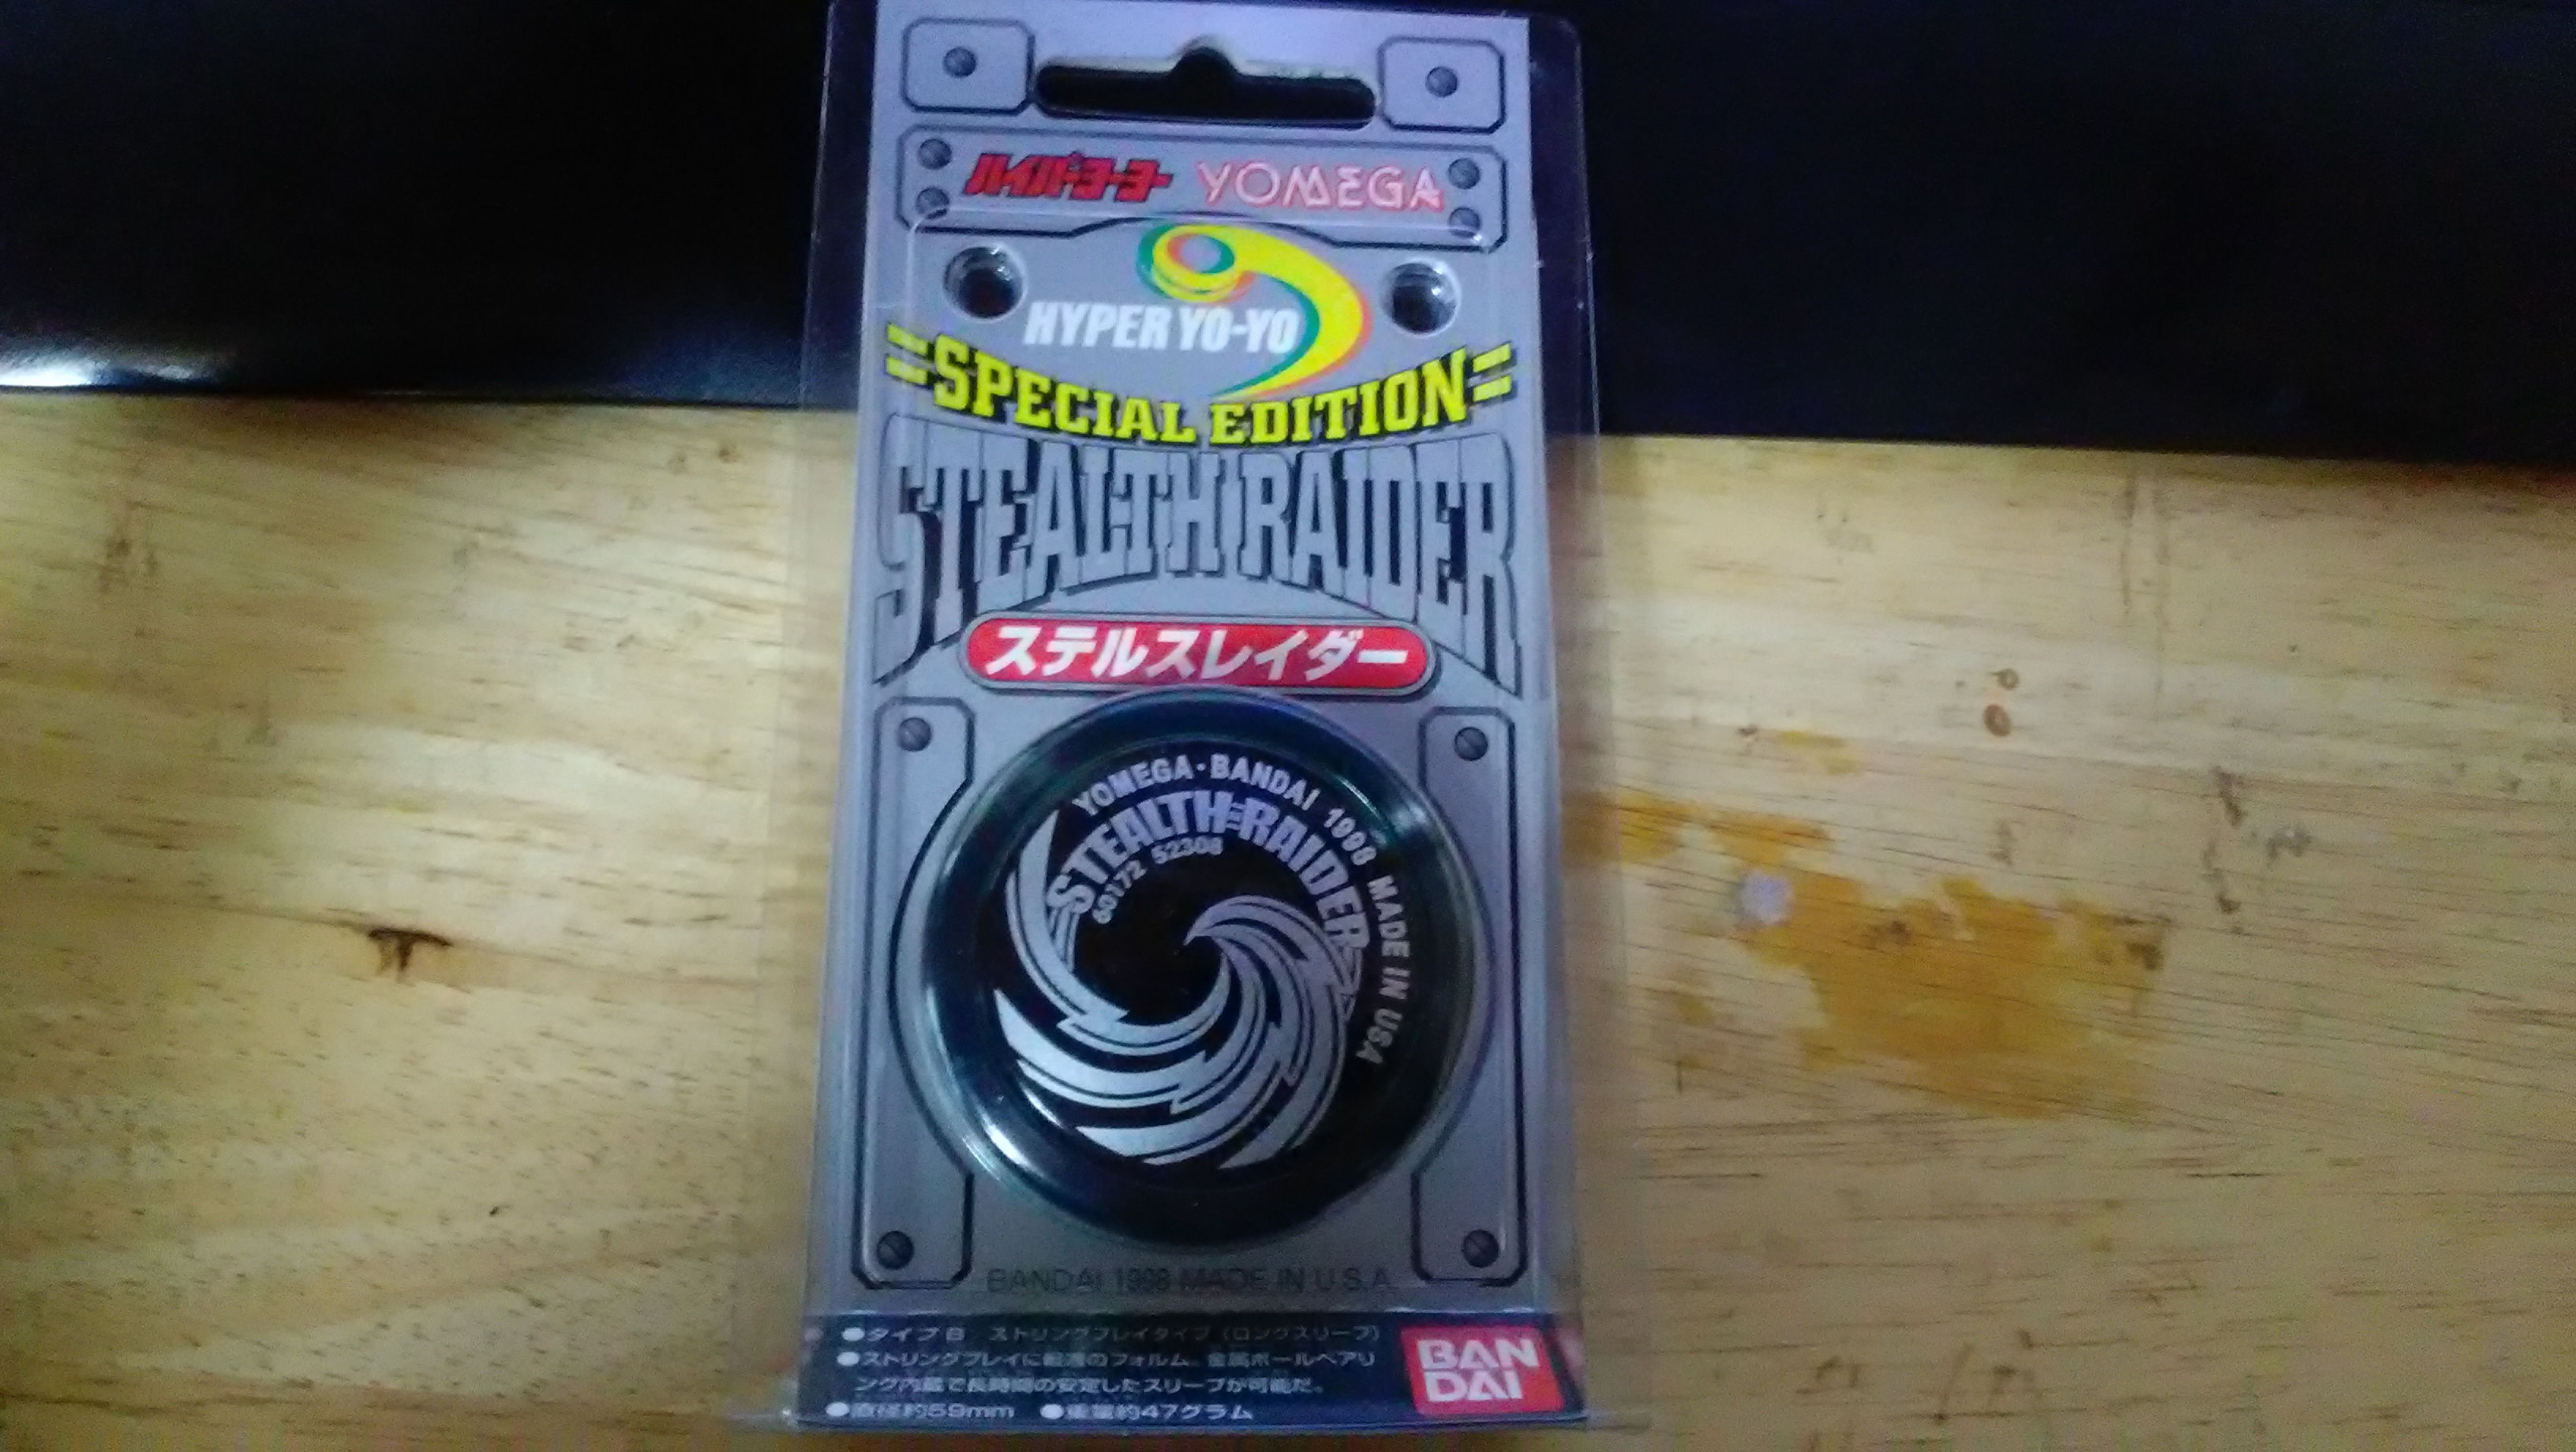 ハイパーヨーヨー YOMEGA
HYPER YO-YO
=SPECIAL EDITION=
STEALTH RAIDER
ステルスレイダー
YOMEGA・BANDAI 1998 MADE IN USA
STEALTH RAIDER
60172 52308
BANDAI 1998 MADE IN U.S.A.
●タイプB ストリングプレイタイプ(ロングスリープ)
●ストリングプレイに最適のフォルム。金属ボールベアリ
ング内蔵で長時間の安定したスリープが可能だ。
●直径約59mm ●重量約47グラム
BAN
DAI